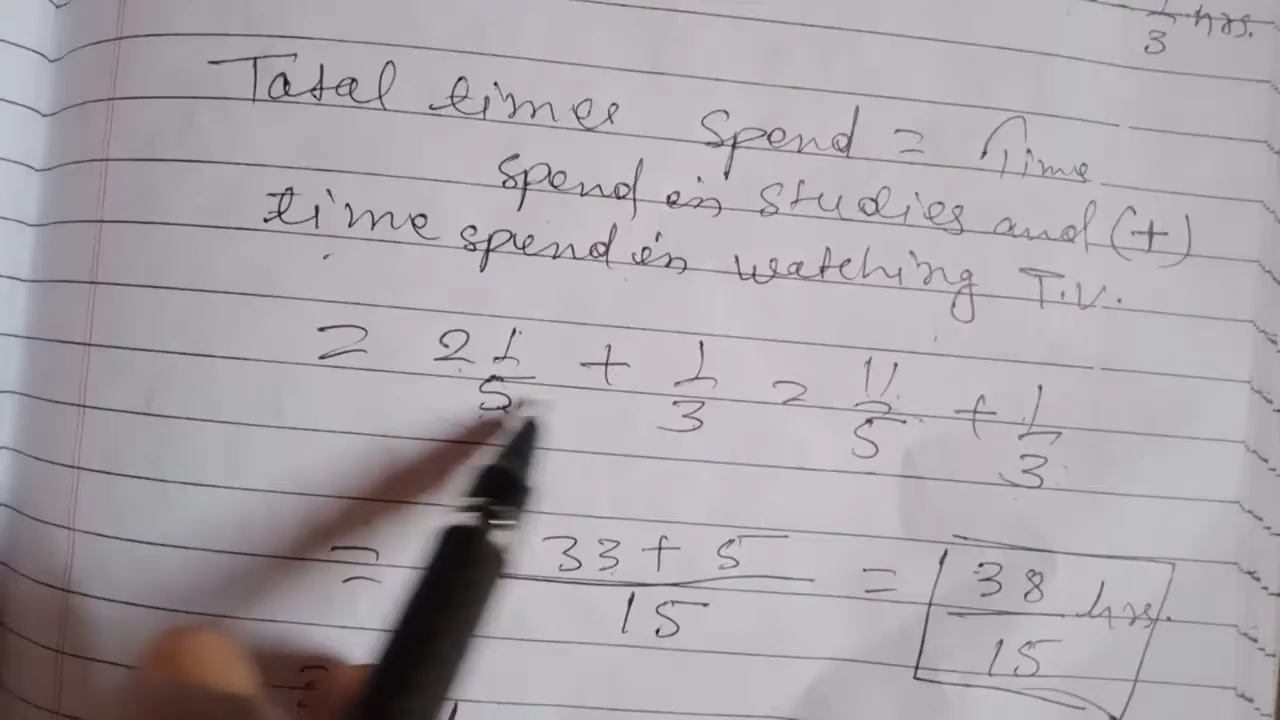 1/3 hrs.
Total times spend = Time
spend in studies and (+)
time spend in watching T.V.
= 2 1/5 + 1/3 = 11/5 + 1/3
= 33 + 5 / 15 = 38/15 hrs.
=